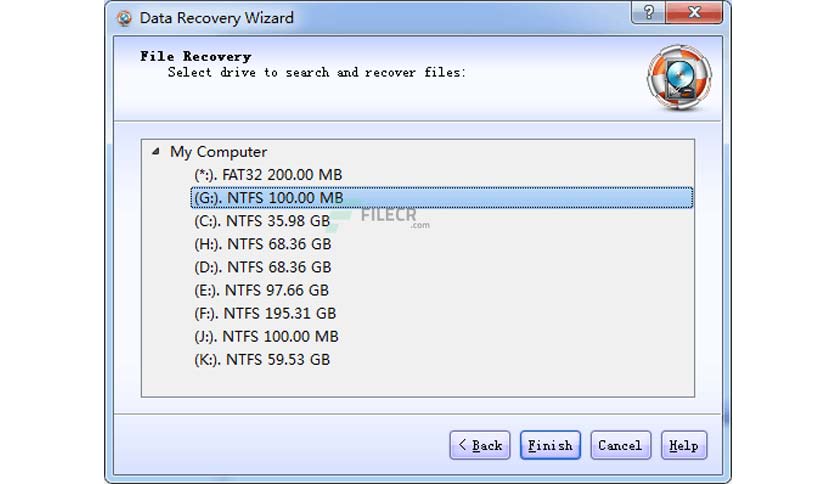 Data Recovery Wizard
File Recovery
Select drive to search and recover files:
My Computer
(*:). FAT32 200.00 MB
(G:). NTFS 100.00 MB
(C:). NTFS 35.98 GB
FILECR
.com
(H:). NTFS 68.36 GB
(D:). NTFS 68.36 GB
(E:). NTFS 97.66 GB
(F:). NTFS 195.31 GB
(J:). NTFS 100.00 MB
(K:). NTFS 59.53 GB
< Back Finish Cancel Help